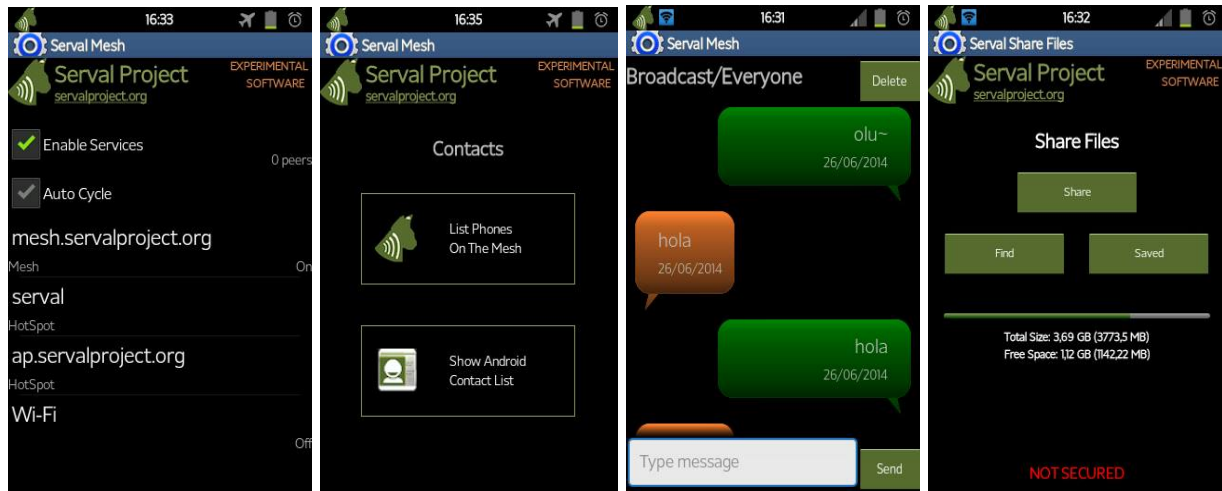 16:33
Serval Mesh
Serval Project
servalproject.org
EXPERIMENTAL
SOFTWARE
Enable Services
0 peers
Auto Cycle
mesh.servalproject.org
Mesh
On
serval
HotSpot
ap.servalproject.org
HotSpot
Wi-Fi
Off
16:35
Serval Mesh
Serval Project
servalproject.org
EXPERIMENTAL
SOFTWARE
Contacts
List Phones
On The Mesh
Show Android
Contact List
16:31
Serval Mesh
Broadcast/Everyone
Delete
olu~
26/06/2014
hola
26/06/2014
hola
26/06/2014
Type message
Send
16:32
Serval Share Files
Serval Project
servalproject.org
EXPERIMENTAL
SOFTWARE
Share Files
Share
Find
Saved
Total Size: 3,69 GB (3773,5 MB)
Free Space: 1,12 GB (1142,22 MB)
NOT SECURED